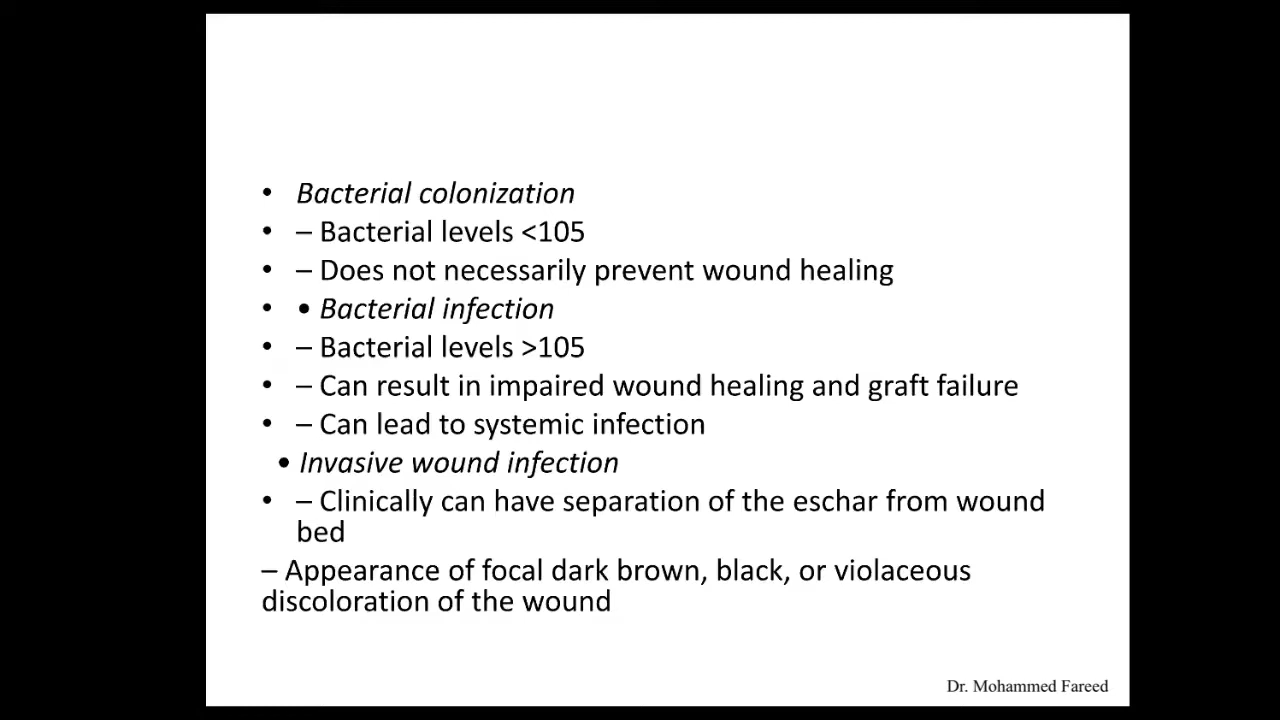 • Bacterial colonization
• – Bacterial levels <105
• – Does not necessarily prevent wound healing
• • Bacterial infection
• – Bacterial levels >105
• – Can result in impaired wound healing and graft failure
• – Can lead to systemic infection
• Invasive wound infection
• – Clinically can have separation of the eschar from wound
bed
– Appearance of focal dark brown, black, or violaceous
discoloration of the wound
Dr. Mohammed Fareed